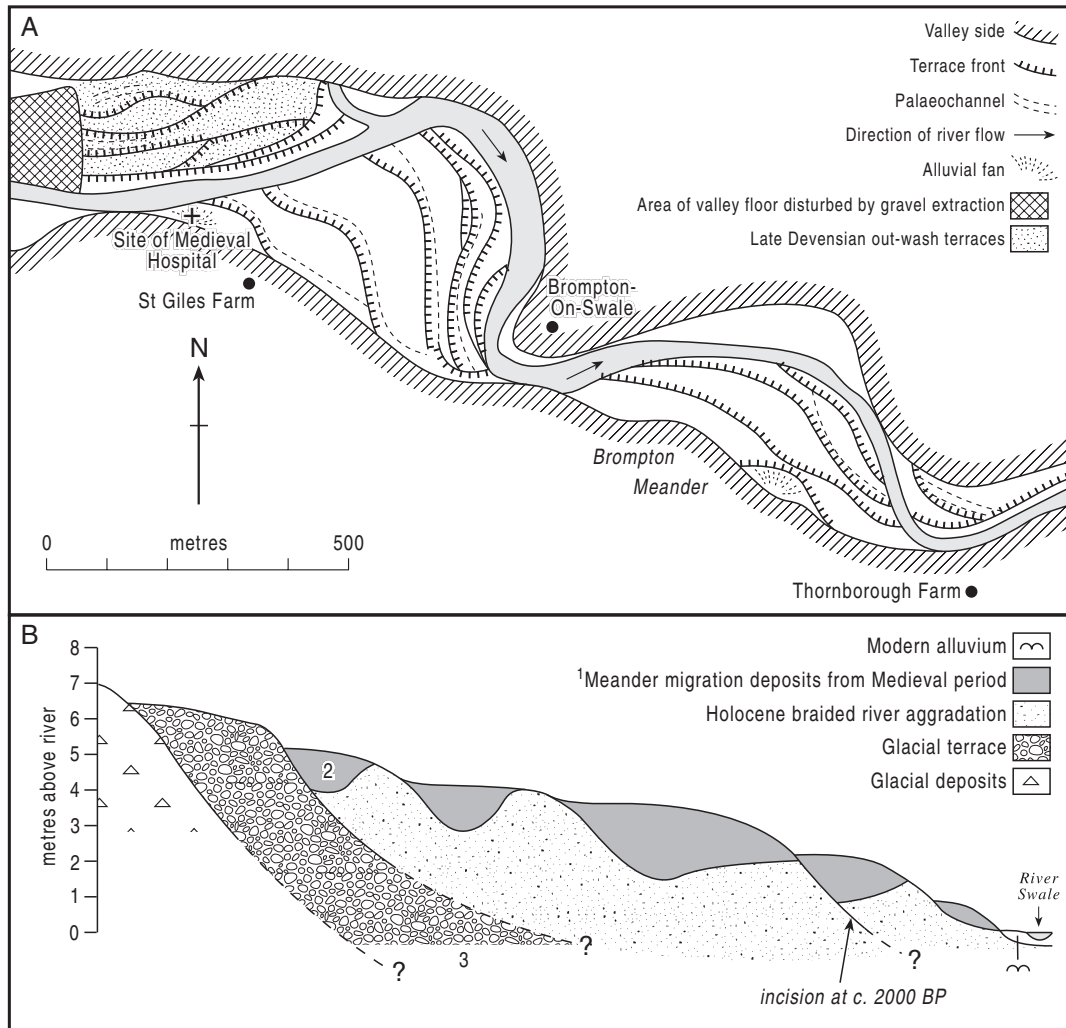 A
Valley side
Terrace front
Palaeochannel
Direction of river flow
Alluvial fan
Area of valley floor disturbed by gravel extraction
Late Devensian out-wash terraces
Site of Medieval
Hospital
St Giles Farm
Brompton-
On-Swale
N
Brompton
Meander
0 metres 500
Thornborough Farm
B
8
7
6
5
4
3
2
1
0
metres above river
Modern alluvium
¹Meander migration deposits from Medieval period
Holocene braided river aggradation
Glacial terrace
Glacial deposits
2
River
Swale
?
3
?
?
incision at c. 2000 BP